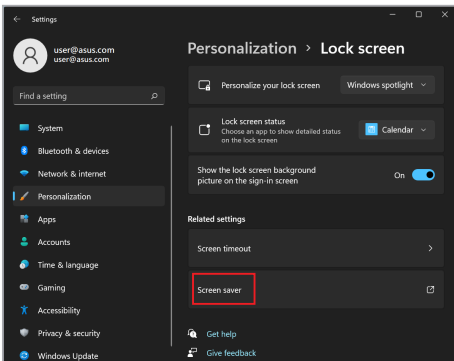 Settings
user@asus.com
user@asus.com
Find a setting
System
Bluetooth & devices
Network & internet
Personalization
Apps
Accounts
Time & language
Gaming
Accessibility
Privacy & security
Windows Update
Personalization > Lock screen
Personalize your lock screen
Windows spotlight
Lock screen status
Choose an app to show detailed status
on the lock screen
Calendar
Show the lock screen background
picture on the sign-in screen
On
Related settings
Screen timeout
Screen saver
Get help
Give feedback